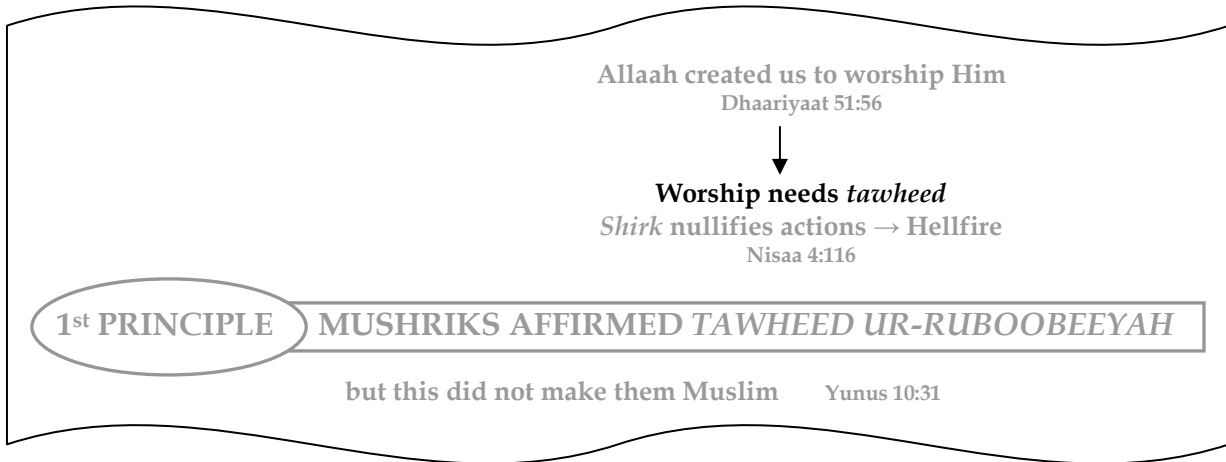 Allaah created us to worship Him
Dhaariyaat 51:56
Worship needs tawheed
Shirk nullifies actions → Hellfire
Nisaa 4:116
1st PRINCIPLE MUSHRIKS AFFIRMED TAWHEED UR-RUBOOBEEYAH
but this did not make them Muslim Yunus 10:31